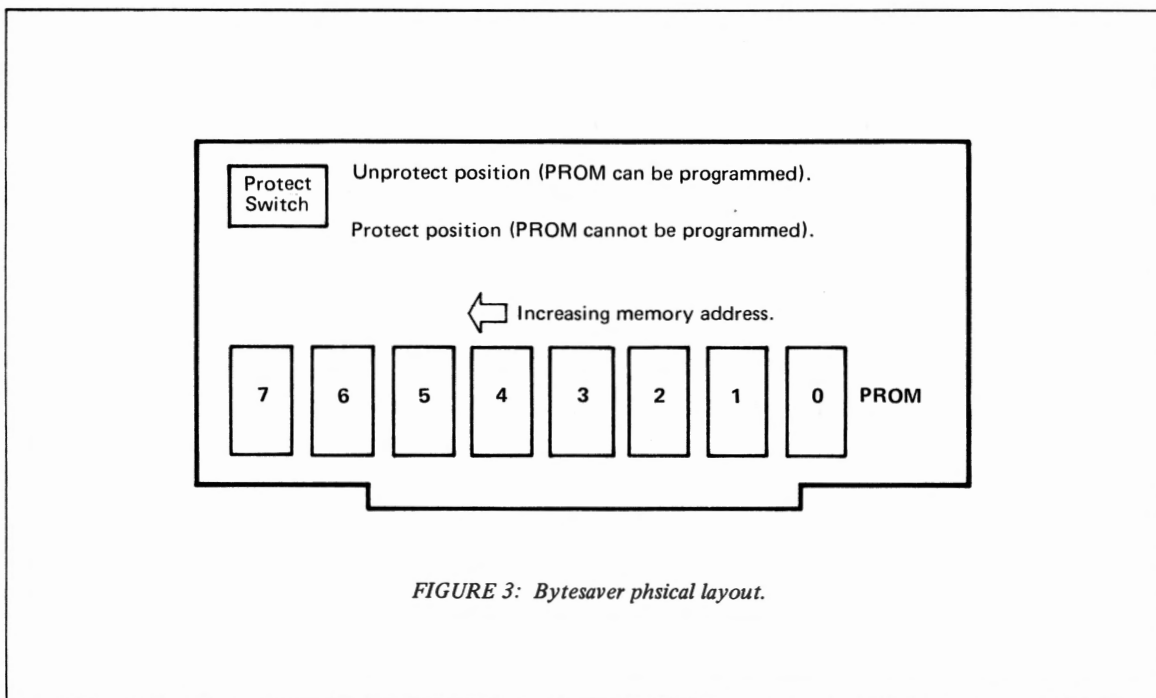 Protect
Switch
Unprotect position (PROM can be programmed).
Protect position (PROM cannot be programmed).
Increasing memory address.
7 6 5 4 3 2 1 0 PROM
FIGURE 3: Bytesaver phsical layout.